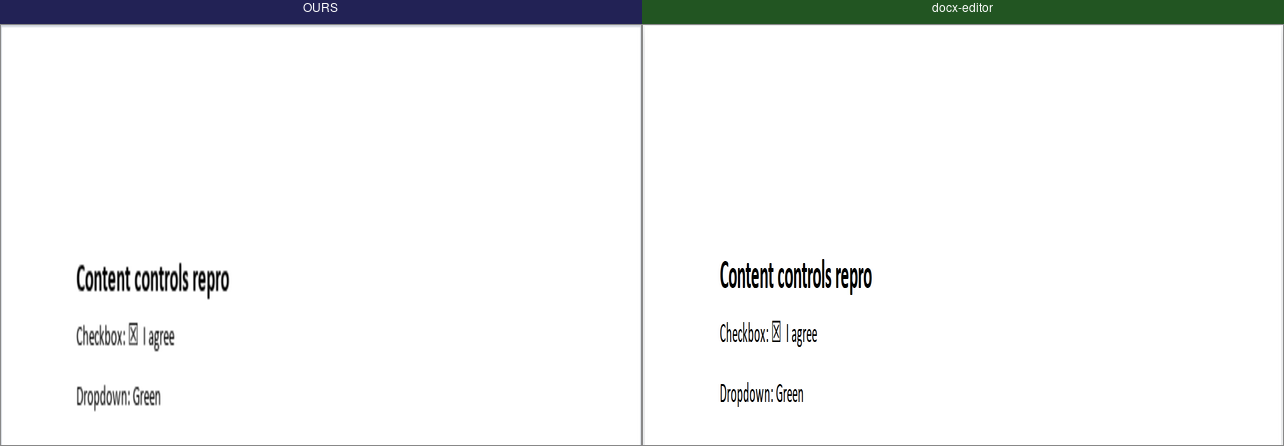 OURS
Content controls repro
Checkbox: ☒ I agree
Dropdown: Green
docx-editor
Content controls repro
Checkbox: ☒ I agree
Dropdown: Green